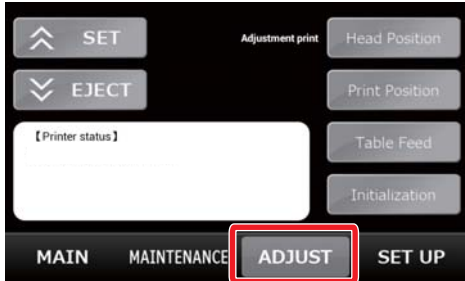 SET
Adjustment print
Head Position
EJECT
Print Position
【Printer status】
Table Feed
Initialization
MAIN MAINTENANCE ADJUST SET UP